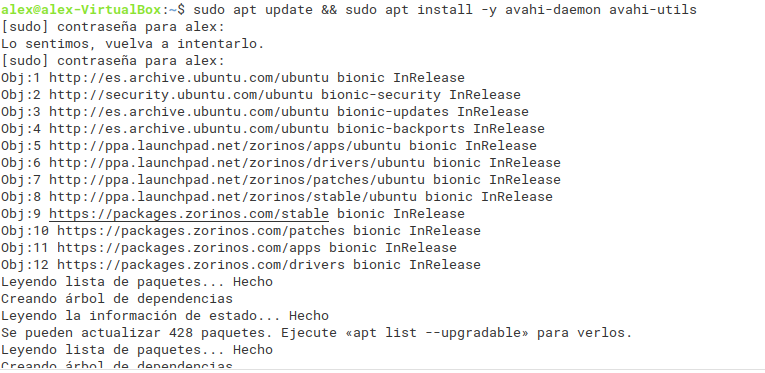 alex@alex-VirtualBox:~$ sudo apt update && sudo apt install -y avahi-daemon avahi-utils
[sudo] contraseña para alex:
Lo sentimos, vuelva a intentarlo.
[sudo] contraseña para alex:
Obj:1 http://es.archive.ubuntu.com/ubuntu bionic InRelease
Obj:2 http://security.ubuntu.com/ubuntu bionic-security InRelease
Obj:3 http://es.archive.ubuntu.com/ubuntu bionic-updates InRelease
Obj:4 http://es.archive.ubuntu.com/ubuntu bionic-backports InRelease
Obj:5 http://ppa.launchpad.net/zorinos/apps/ubuntu bionic InRelease
Obj:6 http://ppa.launchpad.net/zorinos/drivers/ubuntu bionic InRelease
Obj:7 http://ppa.launchpad.net/zorinos/patches/ubuntu bionic InRelease
Obj:8 http://ppa.launchpad.net/zorinos/stable/ubuntu bionic InRelease
Obj:9 https://packages.zorinos.com/stable bionic InRelease
Obj:10 https://packages.zorinos.com/patches bionic InRelease
Obj:11 https://packages.zorinos.com/apps bionic InRelease
Obj:12 https://packages.zorinos.com/drivers bionic InRelease
Leyendo lista de paquetes... Hecho
Creando árbol de dependencias
Leyendo la información de estado... Hecho
Se pueden actualizar 428 paquetes. Ejecute «apt list --upgradable» para verlos.
Leyendo lista de paquetes... Hecho
Creando árbol de dependencias